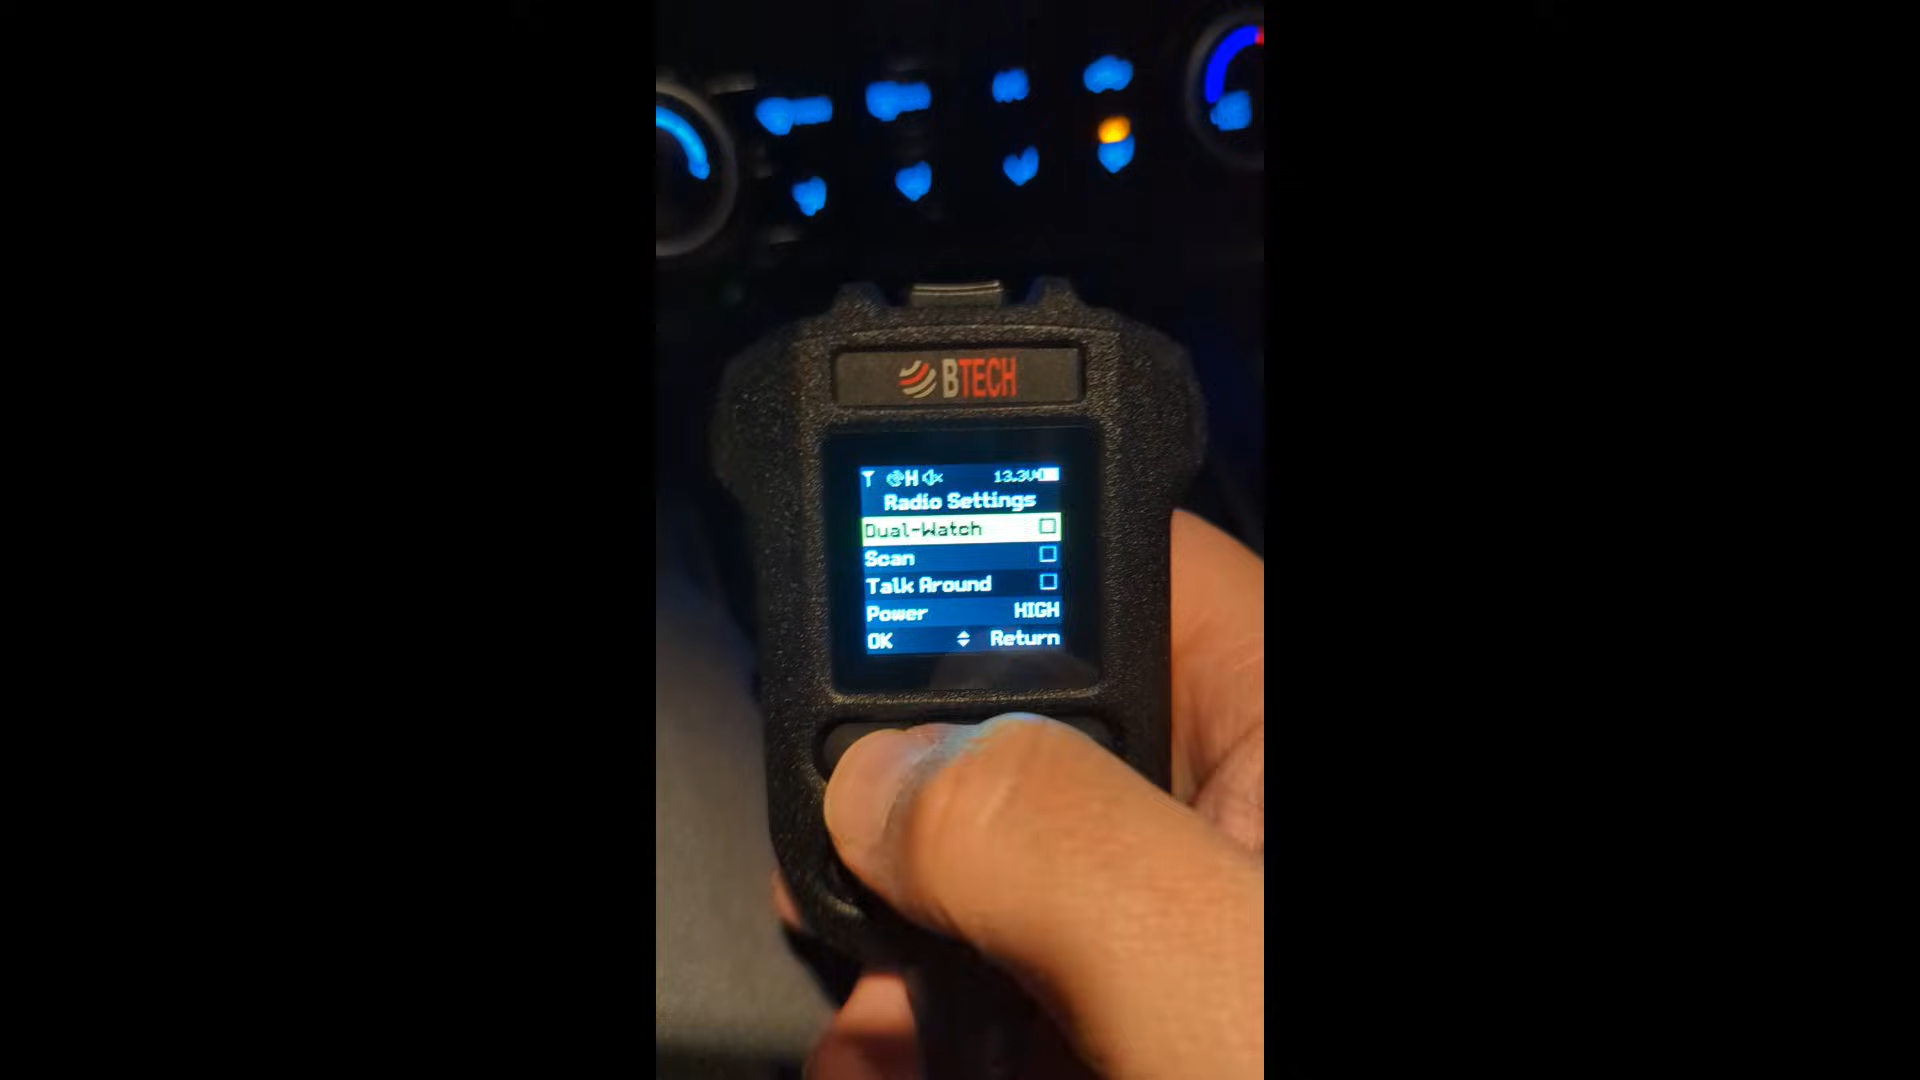 BTECH
H 13.3V
Radio Settings
Dual-Watch
Scan
Talk Around
Power HIGH
OK Return